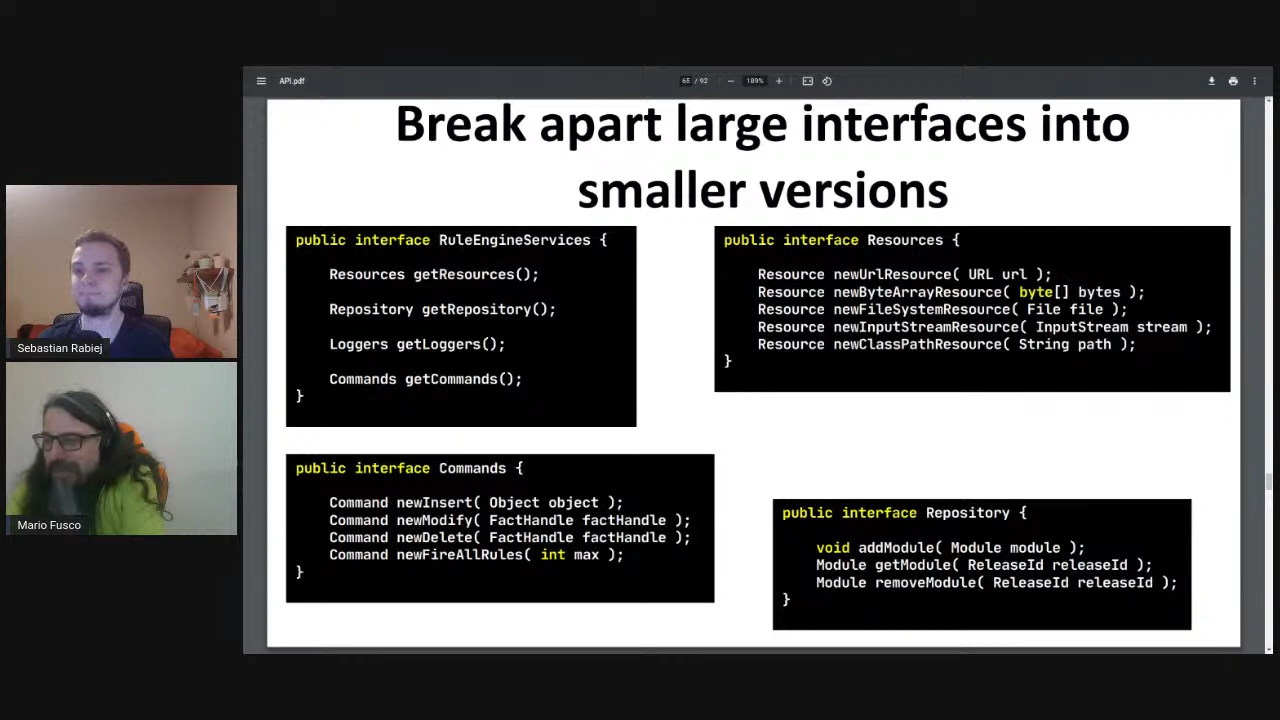 API.pdf
65 / 92
189%
Break apart large interfaces into
smaller versions
public interface RuleEngineServices {
Resources getResources();
Repository getRepository();
Loggers getLoggers();
Commands getCommands();
}
public interface Resources {
Resource newUrlResource( URL url );
Resource newByteArrayResource( byte[] bytes );
Resource newFileSystemResource( File file );
Resource newInputStreamResource( InputStream stream );
Resource newClassPathResource( String path );
}
public interface Commands {
Command newInsert( Object object );
Command newModify( FactHandle factHandle );
Command newDelete( FactHandle factHandle );
Command newFireAllRules( int max );
}
public interface Repository {
void addModule( Module module );
Module getModule( ReleaseId releaseId );
Module removeModule( ReleaseId releaseId );
}
Sebastian Rabiej
Mario Fusco